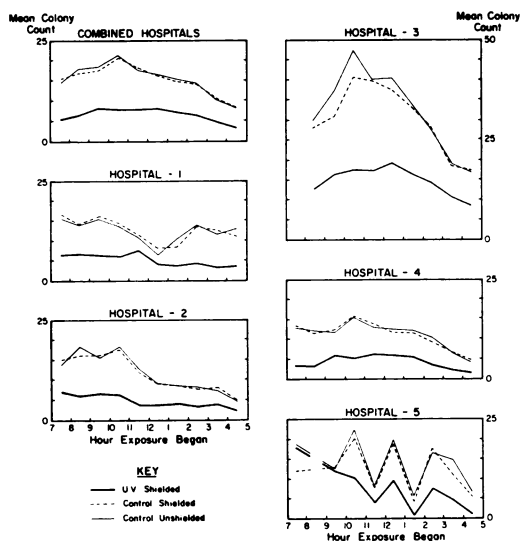 Mean Colony Count
COMBINED HOSPITALS
25
0
HOSPITAL - 1
25
0
HOSPITAL - 2
25
0
7 8 9 10 11 12 1 2 3 4 5
Hour Exposure Began
KEY
UV Shielded
Control Shielded
Control Unshielded
Mean Colony Count
HOSPITAL - 3
50
25
0
HOSPITAL - 4
25
0
HOSPITAL - 5
25
0
7 8 9 10 11 12 1 2 3 4 5
Hour Exposure Began